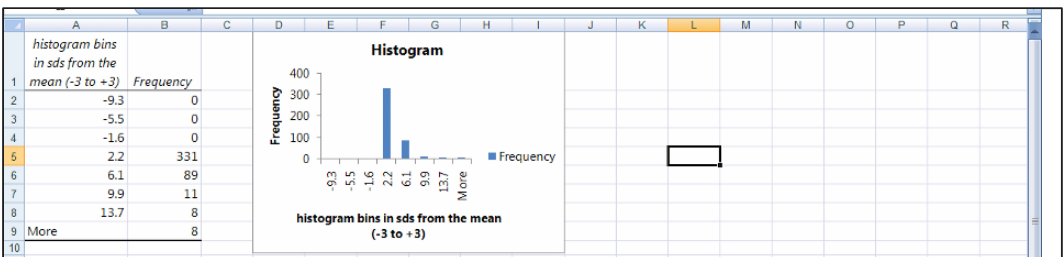 A B C D E F G H I J K L M N O P Q R
histogram bins
in sds from the
1 mean (-3 to +3) Frequency
2 -9.3 0
3 -5.5 0
4 -1.6 0
5 2.2 331
6 6.1 89
7 9.9 11
8 13.7 8
9 More 8
10
Histogram
Frequency
400
300
200
100
0
-9.3 -5.5 -1.6 2.2 6.1 9.9 13.7 More
Frequency
histogram bins in sds from the mean
(-3 to +3)